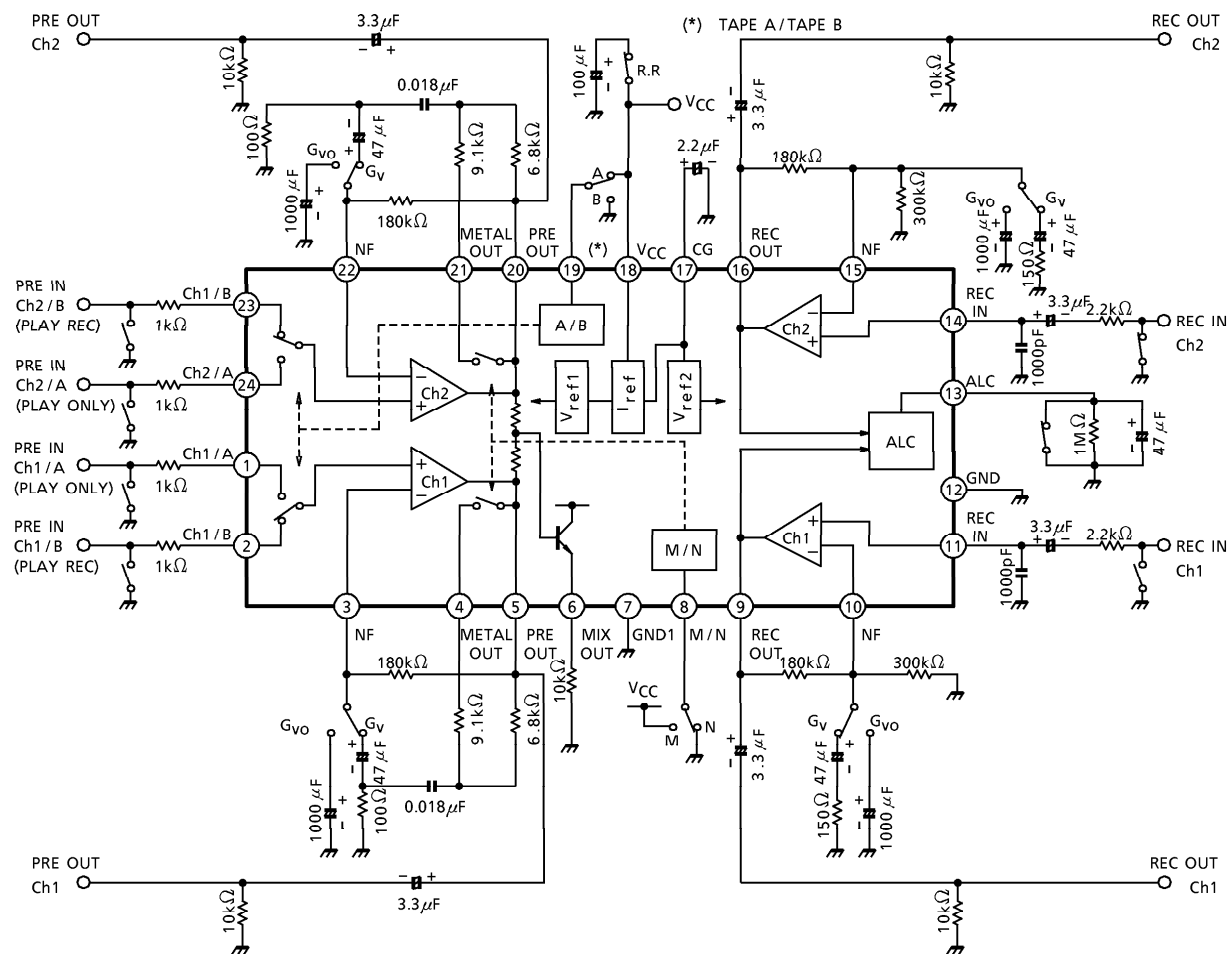 PRE OUT
Ch2
3.3μF
− +
(*) TAPE A/TAPE B
REC OUT
Ch2
10kΩ
0.018μF
100μF
+
−
R.R
VCC
−
+
3.3μF
10kΩ
100Ω
−
+
47μF
GVO
GV
1000μF
+
−
9.1kΩ
6.8kΩ
2.2μF
+ −
A
B
180kΩ
180kΩ
300kΩ
GVO
GV
1000μF
+
−
+
−
47μF
150Ω
NF
METAL
OUT
PRE
OUT
(*)
VCC
CG
REC
OUT
NF
22
21
20
19
18
17
16
15
PRE IN
Ch2/B
(PLAY REC)
Ch1/B
1kΩ
23
A/B
Ch2
−
+
14
REC
IN
3.3μF
+ −
2.2kΩ
REC IN
Ch2
1000pF
PRE IN
Ch2/A
(PLAY ONLY)
Ch2/A
1kΩ
24
−
+
Ch2
Vref1
Iref
Vref2
ALC
13
ALC
1MΩ
+
−
47μF
PRE IN
Ch1/A
(PLAY ONLY)
Ch1/A
1kΩ
1
+
−
Ch1
12
GND
PRE IN
Ch1/B
(PLAY REC)
Ch1/B
1kΩ
2
M/N
Ch1
+
−
11
REC
IN
3.3μF
+ −
2.2kΩ
REC IN
Ch1
1000pF
3
4
5
6
7
8
9
10
NF
METAL
OUT
PRE
OUT
MIX
OUT
GND1
M/N
REC
OUT
NF
180kΩ
10kΩ
180kΩ
300kΩ
GVO
GV
1000μF
+
−
+
−
47μF
100Ω
9.1kΩ
6.8kΩ
0.018μF
VCC
M
N
+
−
3.3μF
GV
GVO
+
−
47μF
150Ω
+
−
1000μF
PRE OUT
Ch1
− +
3.3μF
10kΩ
10kΩ
REC OUT
Ch1